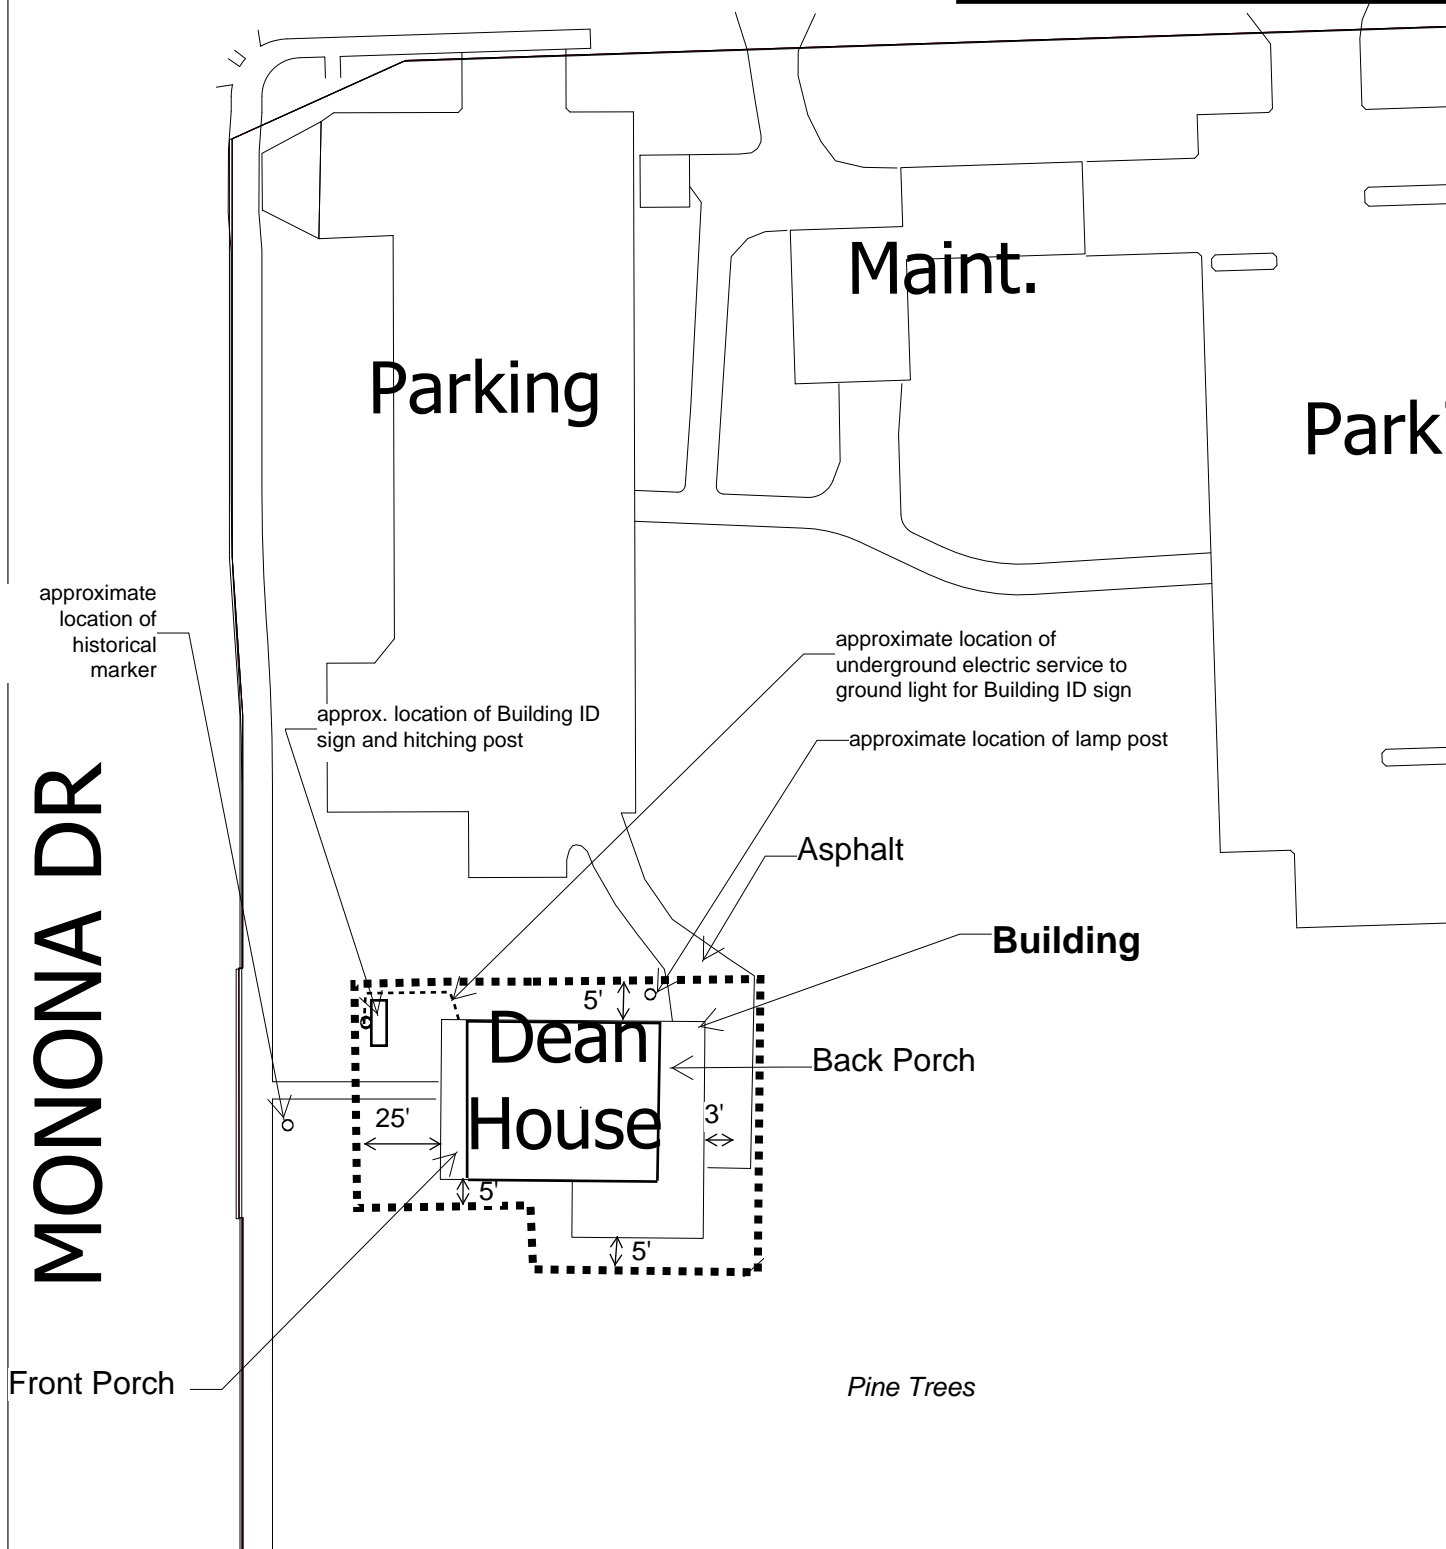 Maint.
Parking
Parki
approximate
location of
historical
marker
approximate location of
underground electric service to
ground light for Building ID sign
approx. location of Building ID
sign and hitching post
approximate location of lamp post
MONONA DR
Asphalt
Building
5'
Dean
House
Back Porch
25'
3'
5'
5'
Front Porch
Pine Trees